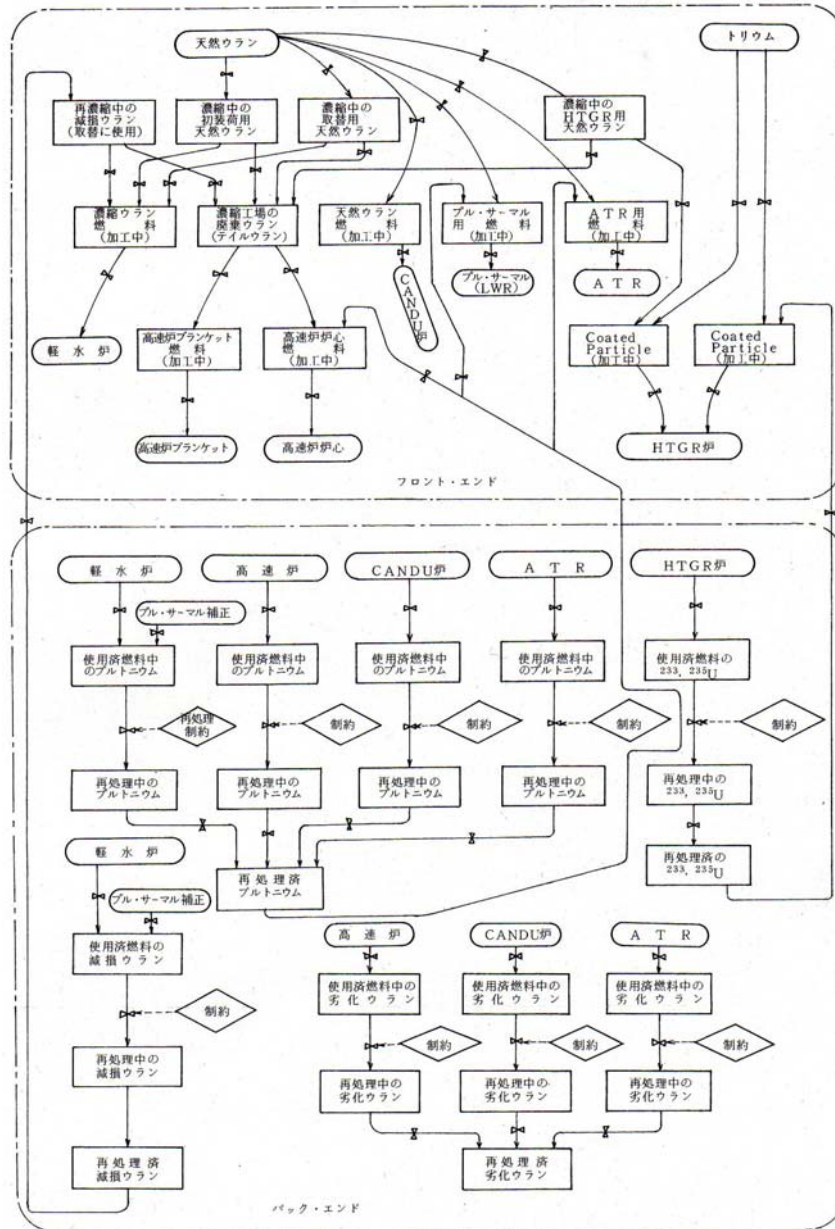 天然ウラン
トリウム
再濃縮中の
減損ウラン
(取替に使用)
濃縮中の
初装荷用
天然ウラン
濃縮中の
取替用
天然ウラン
濃縮中の
HTGR用
天然ウラン
濃縮ウラン
燃料
(加工中)
濃縮工場の
廃棄ウラン
(テイルウラン)
天然ウラン
燃料
(加工中)
プル・サーマル
用燃料
(加工中)
ATR用
燃料
(加工中)
プル・サーマル
(LWR)
ATR
CANDU炉
軽水炉
高速炉ブランケット
燃料
(加工中)
高速炉炉心
燃料
(加工中)
Coated
Particle
(加工中)
Coated
Particle
(加工中)
高速炉ブランケット
高速炉炉心
HTGR炉
フロント・エンド
軽水炉
高速炉
CANDU炉
ATR
HTGR炉
プル・サーマル補正
使用済燃料中
のプルトニウム
使用済燃料中
のプルトニウム
使用済燃料中
のプルトニウム
使用済燃料中
のプルトニウム
使用済燃料の
233, 235U
再処理
制約
制約
制約
制約
制約
再処理中の
プルトニウム
再処理中の
プルトニウム
再処理中の
プルトニウム
再処理中の
プルトニウム
再処理中の
233, 235U
軽水炉
再処理済
プルトニウム
再処理済の
233, 235U
プル・サーマル補正
使用済燃料の
減損ウラン
高速炉
CANDU炉
ATR
使用済燃料中の
劣化ウラン
使用済燃料中の
劣化ウラン
使用済燃料中の
劣化ウラン
制約
制約
制約
制約
再処理中の
減損ウラン
再処理中の
劣化ウラン
再処理中の
劣化ウラン
再処理中の
劣化ウラン
再処理済
減損ウラン
再処理済
劣化ウラン
バック・エンド